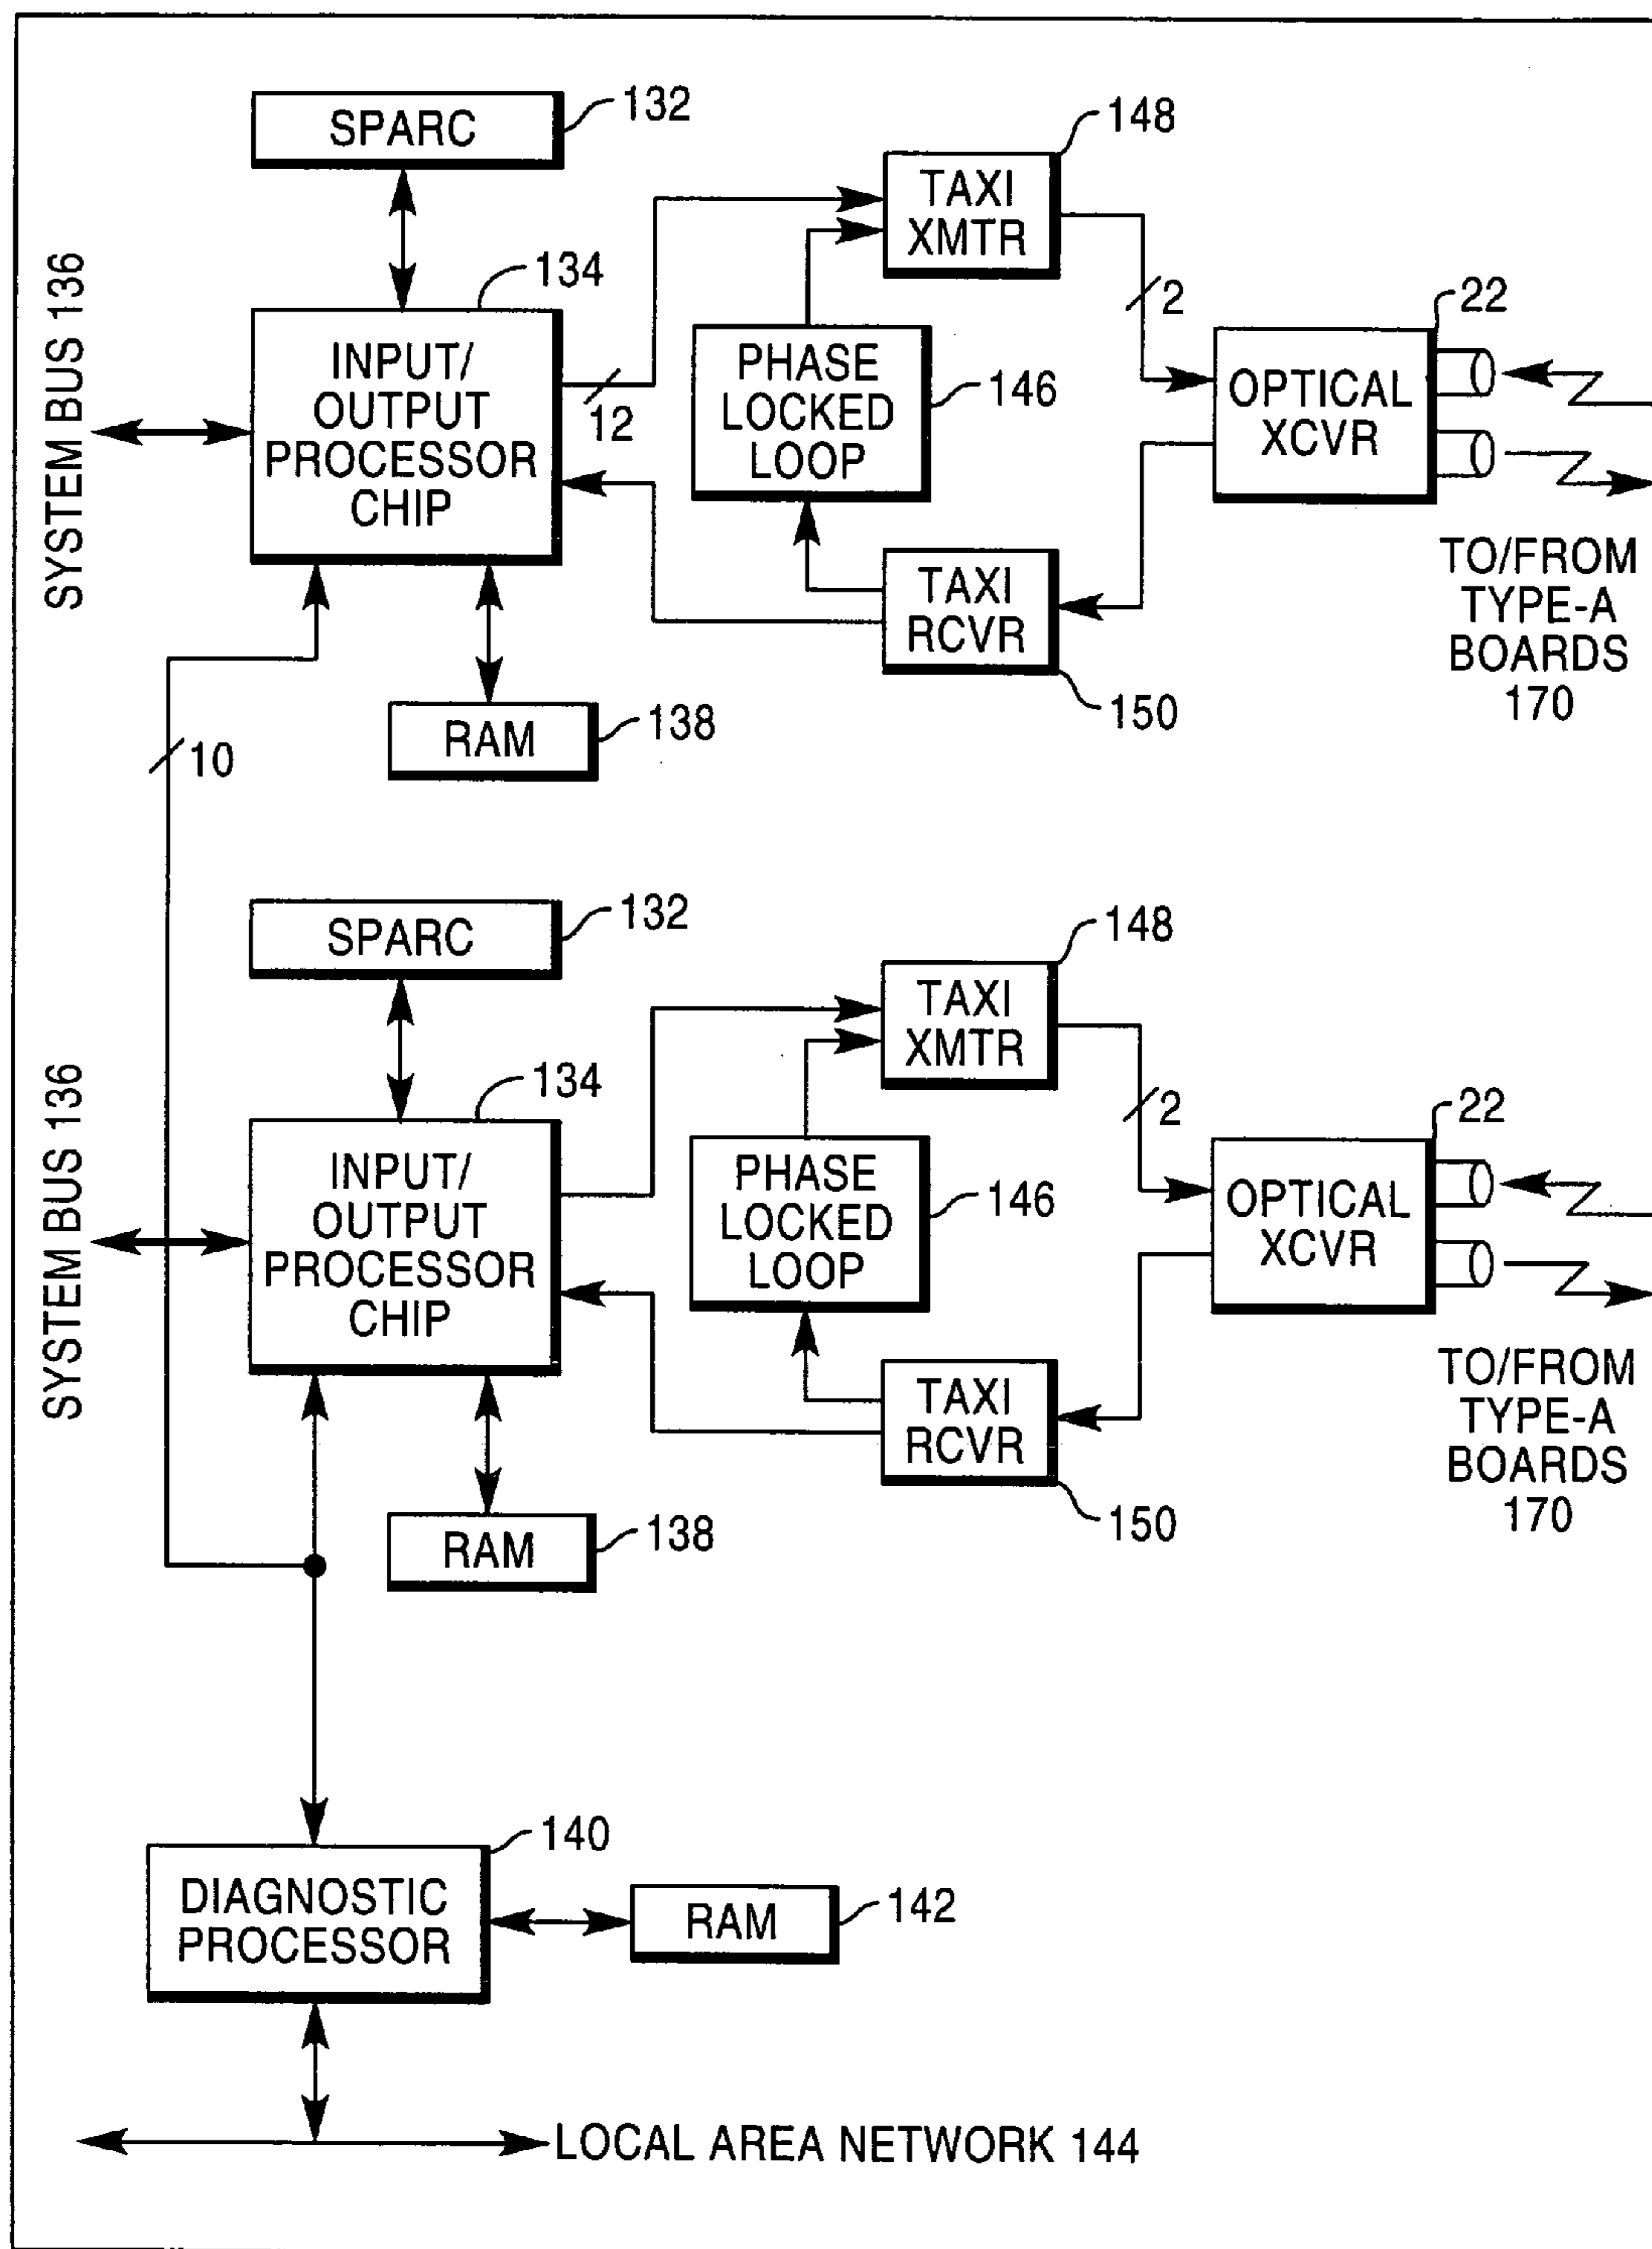 SPARC
132
TAXI
XMTR
148
SYSTEM BUS 136
INPUT/
OUTPUT
PROCESSOR
CHIP
134
12
PHASE
LOCKED
LOOP
146
2
OPTICAL
XCVR
22
TAXI
RCVR
150
TO/FROM
TYPE-A
BOARDS
170
RAM
138
10
SPARC
132
TAXI
XMTR
148
SYSTEM BUS 136
INPUT/
OUTPUT
PROCESSOR
CHIP
134
PHASE
LOCKED
LOOP
146
2
OPTICAL
XCVR
22
TAXI
RCVR
150
TO/FROM
TYPE-A
BOARDS
170
RAM
138
DIAGNOSTIC
PROCESSOR
140
RAM
142
LOCAL AREA NETWORK 144